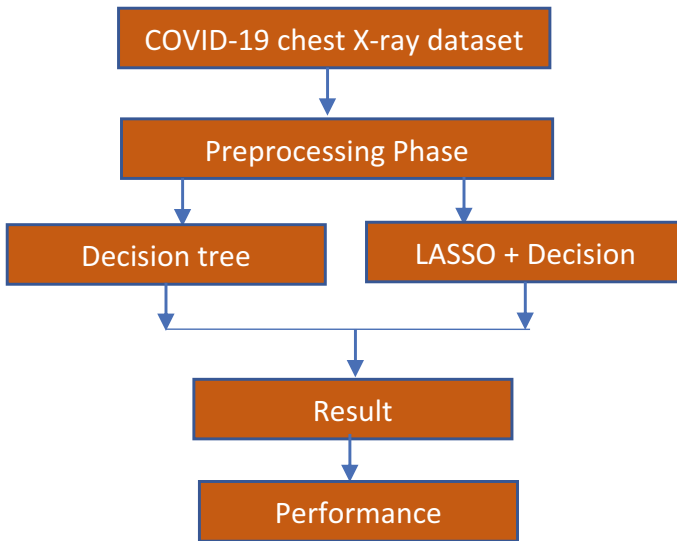 COVID-19 chest X-ray dataset
Preprocessing Phase
Decision tree
LASSO + Decision
Result
Performance